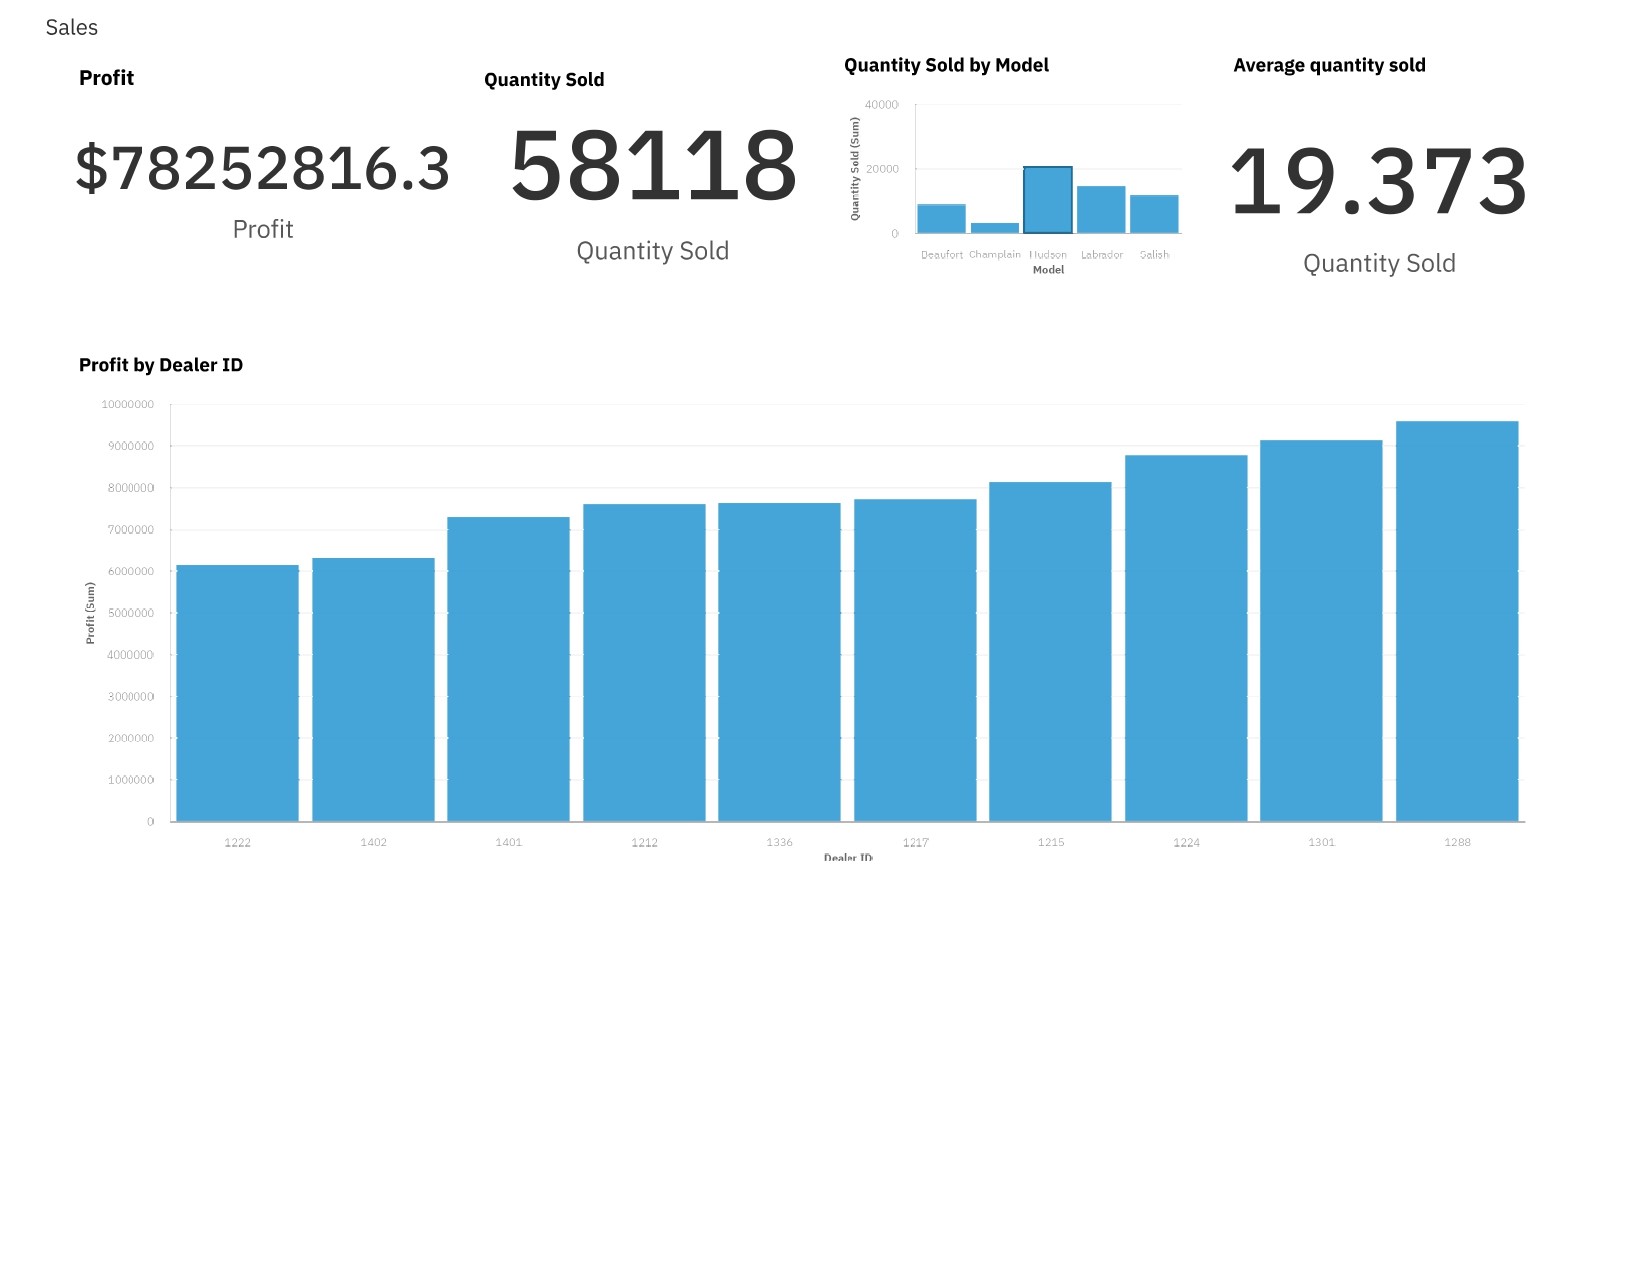 Sales
Profit
$78252816.3
Profit
Quantity Sold
58118
Quantity Sold
Quantity Sold by Model
Quantity Sold (Sum)
40000
20000
0
Beaufort Champlain Hudson Labrador Salish
Model
Average quantity sold
19.373
Quantity Sold
Profit by Dealer ID
Profit (Sum)
10000000
9000000
8000000
7000000
6000000
5000000
4000000
3000000
2000000
1000000
0
1222 1402 1401 1212 1336 1217 1215 1224 1301 1288
Dealer ID